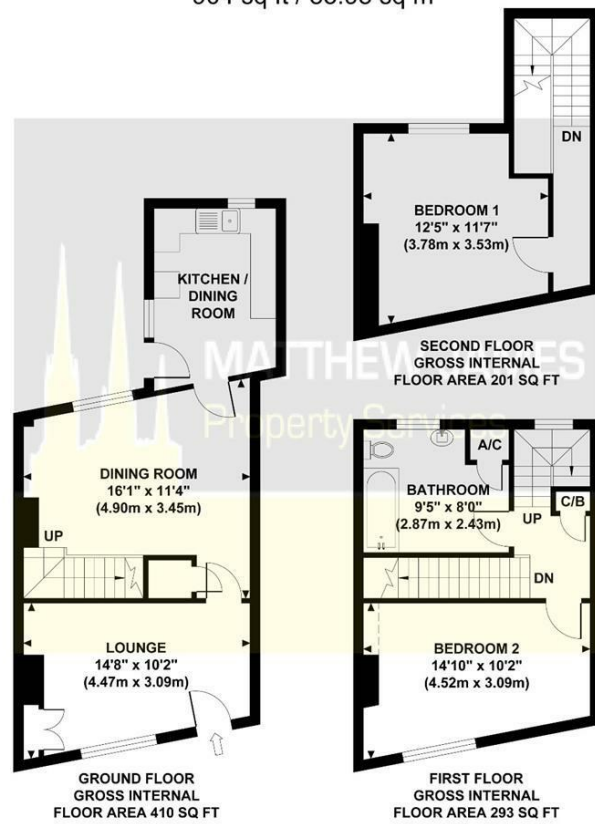 KITCHEN /
DINING
ROOM
DINING ROOM
16'1" x 11'4"
(4.90m x 3.45m)
UP
LOUNGE
14'8" x 10'2"
(4.47m x 3.09m)
GROUND FLOOR
GROSS INTERNAL
FLOOR AREA 410 SQ FT
DN
BEDROOM 1
12'5" x 11'7"
(3.78m x 3.53m)
SECOND FLOOR
GROSS INTERNAL
FLOOR AREA 201 SQ FT
A/C
BATHROOM
9'5" x 8'0"
(2.87m x 2.43m)
C/B
UP
DN
BEDROOM 2
14'10" x 10'2"
(4.52m x 3.09m)
FIRST FLOOR
GROSS INTERNAL
FLOOR AREA 293 SQ FT
MATTHEW JAMES
Property Services